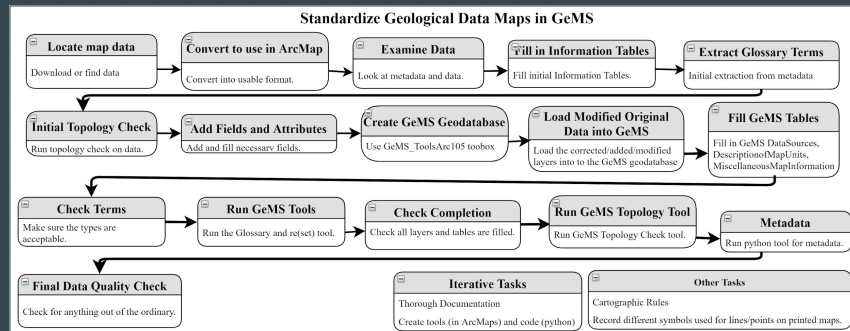 Standardize Geological Data Maps in GeMS
Locate map data
Download or find data
Convert to use in ArcMap
Convert into usable format.
Examine Data
Look at metadata and data.
Fill in Information Tables
Fill initial Information Tables.
Extract Glossary Terms
Initial extraction from metadata
Initial Topology Check
Run topology check on data.
Add Fields and Attributes
Add and fill necessary fields.
Create GeMS Geodatabase
Use GeMS_ToolsArc105 toobox
Load Modified Original
Data into GeMS
Load the corrected/added/modified
layers into to the GeMS geodatabase
Fill GeMS Tables
Fill in GeMS DataSources,
DescriptionofMapUnits,
MiscellaneousMapInformation
Check Terms
Make sure the types are
acceptable.
Run GeMS Tools
Run the Glossary and re(set) tool.
Check Completion
Check all layers and tables are filled.
Run GeMS Topology Tool
Run GeMS Topology Check tool.
Metadata
Run python tool for metadata.
Final Data Quality Check
Check for anything out of the ordinary.
Iterative Tasks
Thorough Documentation
Create tools (in ArcMaps) and code (python)
Other Tasks
Cartographic Rules
Record different symbols used for lines/points on printed maps.